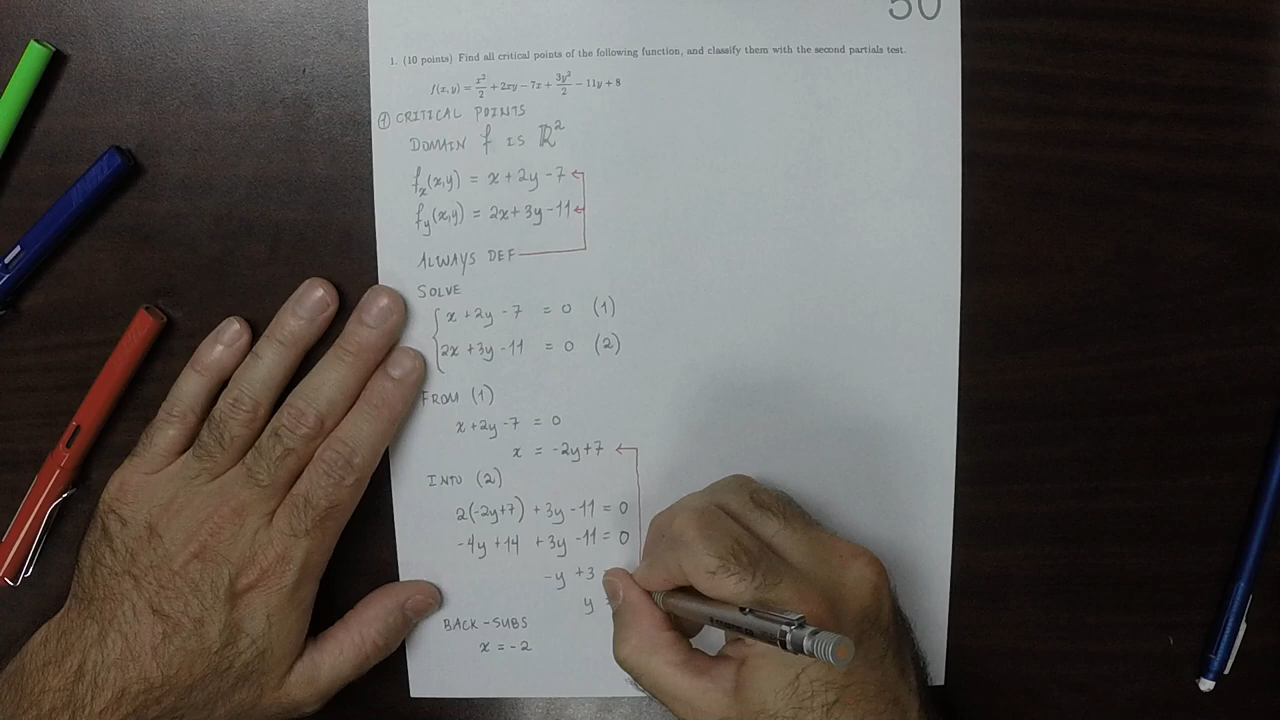 50
1. (10 points) Find all critical points of the following function, and classify them with the second partials test.
f(x, y) = x²/2 + 2xy − 7x + 3y²/2 − 11y + 8
① CRITICAL POINTS
DOMAIN f IS ℝ²
fₓ(x,y) = x + 2y - 7
f_y(x,y) = 2x + 3y - 11
ALWAYS DEF
SOLVE
x + 2y - 7 = 0 (1)
2x + 3y - 11 = 0 (2)
FROM (1)
x + 2y - 7 = 0
x = -2y + 7
INTO (2)
2(-2y+7) + 3y - 11 = 0
-4y + 14 + 3y - 11 = 0
-y + 3
y
BACK-SUBS
x = -2